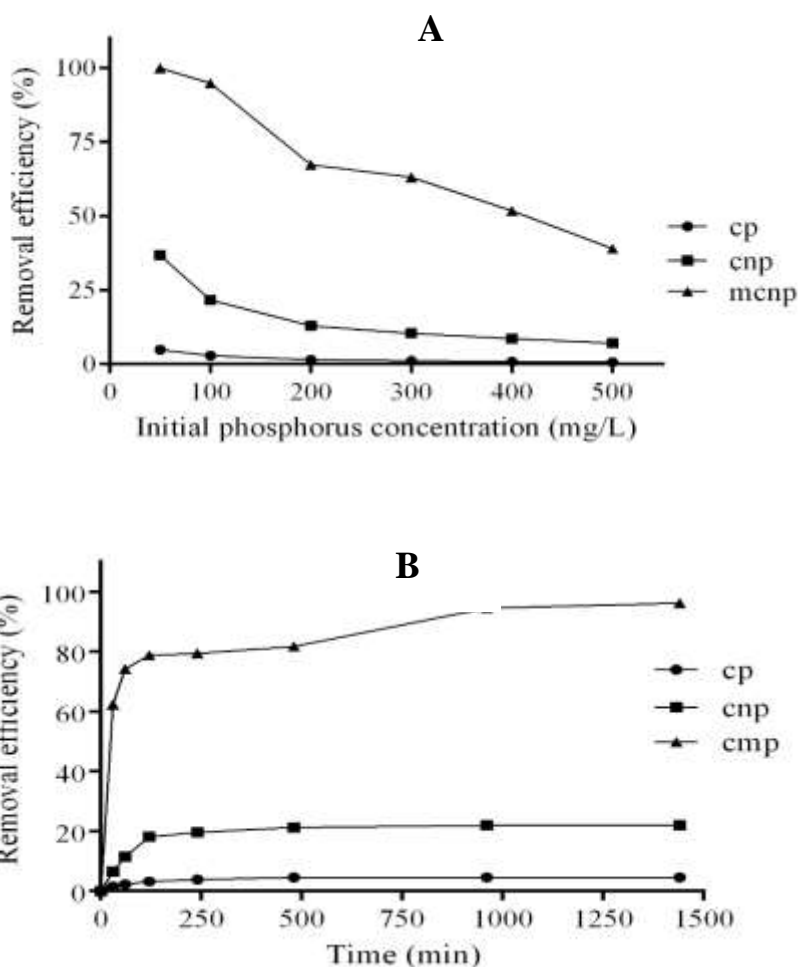 A
Removal efficiency (%)
100
75
50
25
0
0 100 200 300 400 500
Initial phosphorus concentration (mg/L)
cp
cnp
mcnp
B
Removal efficiency (%)
100
80
60
40
20
0
0 250 500 750 1000 1250 1500
Time (min)
cp
cnp
cmp